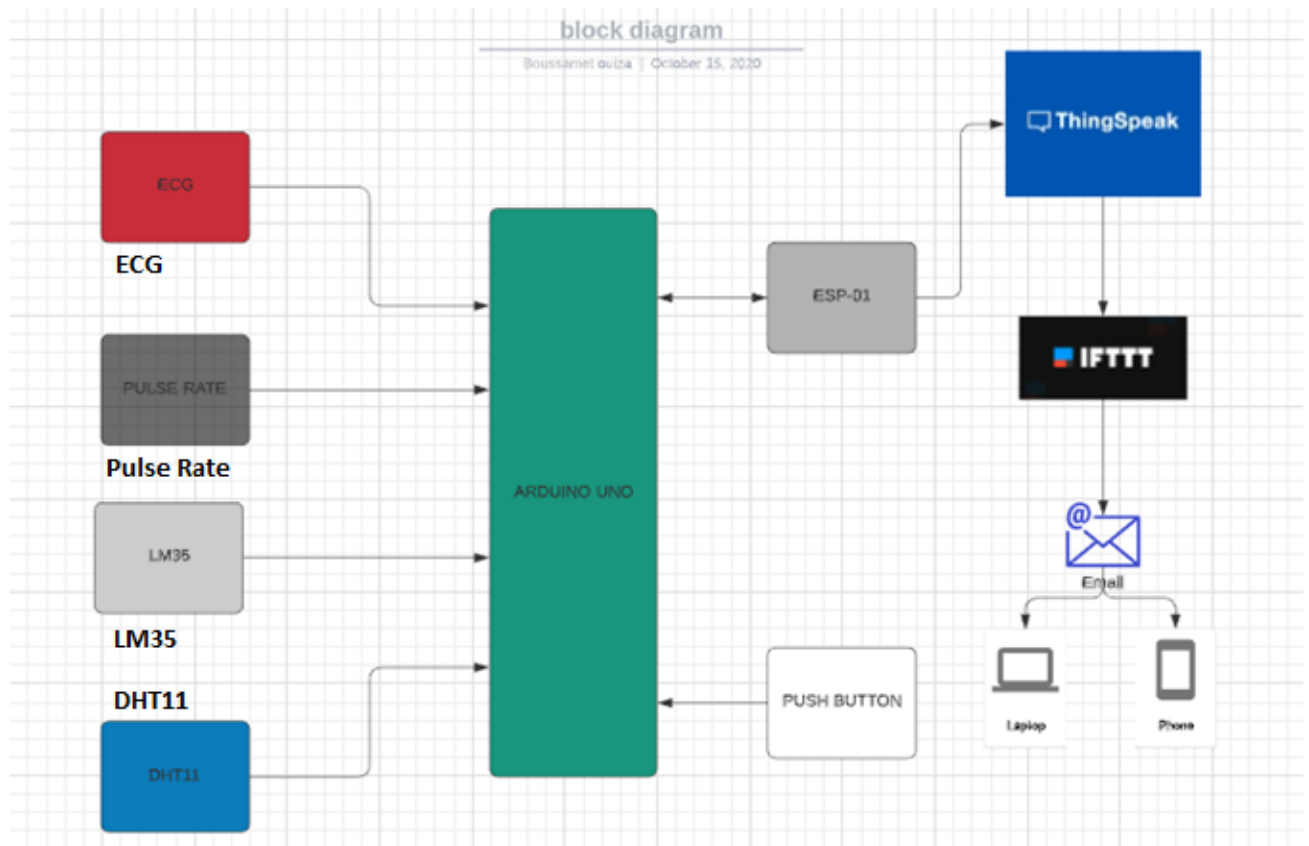 block diagram
Boussamet ouiza | October 15, 2020
ECG
ECG
PULSE RATE
Pulse Rate
LM35
LM35
DHT11
DHT11
ARDUINO UNO
ESP-01
PUSH BUTTON
ThingSpeak
IFTTT
@
Email
Laptop
Phone